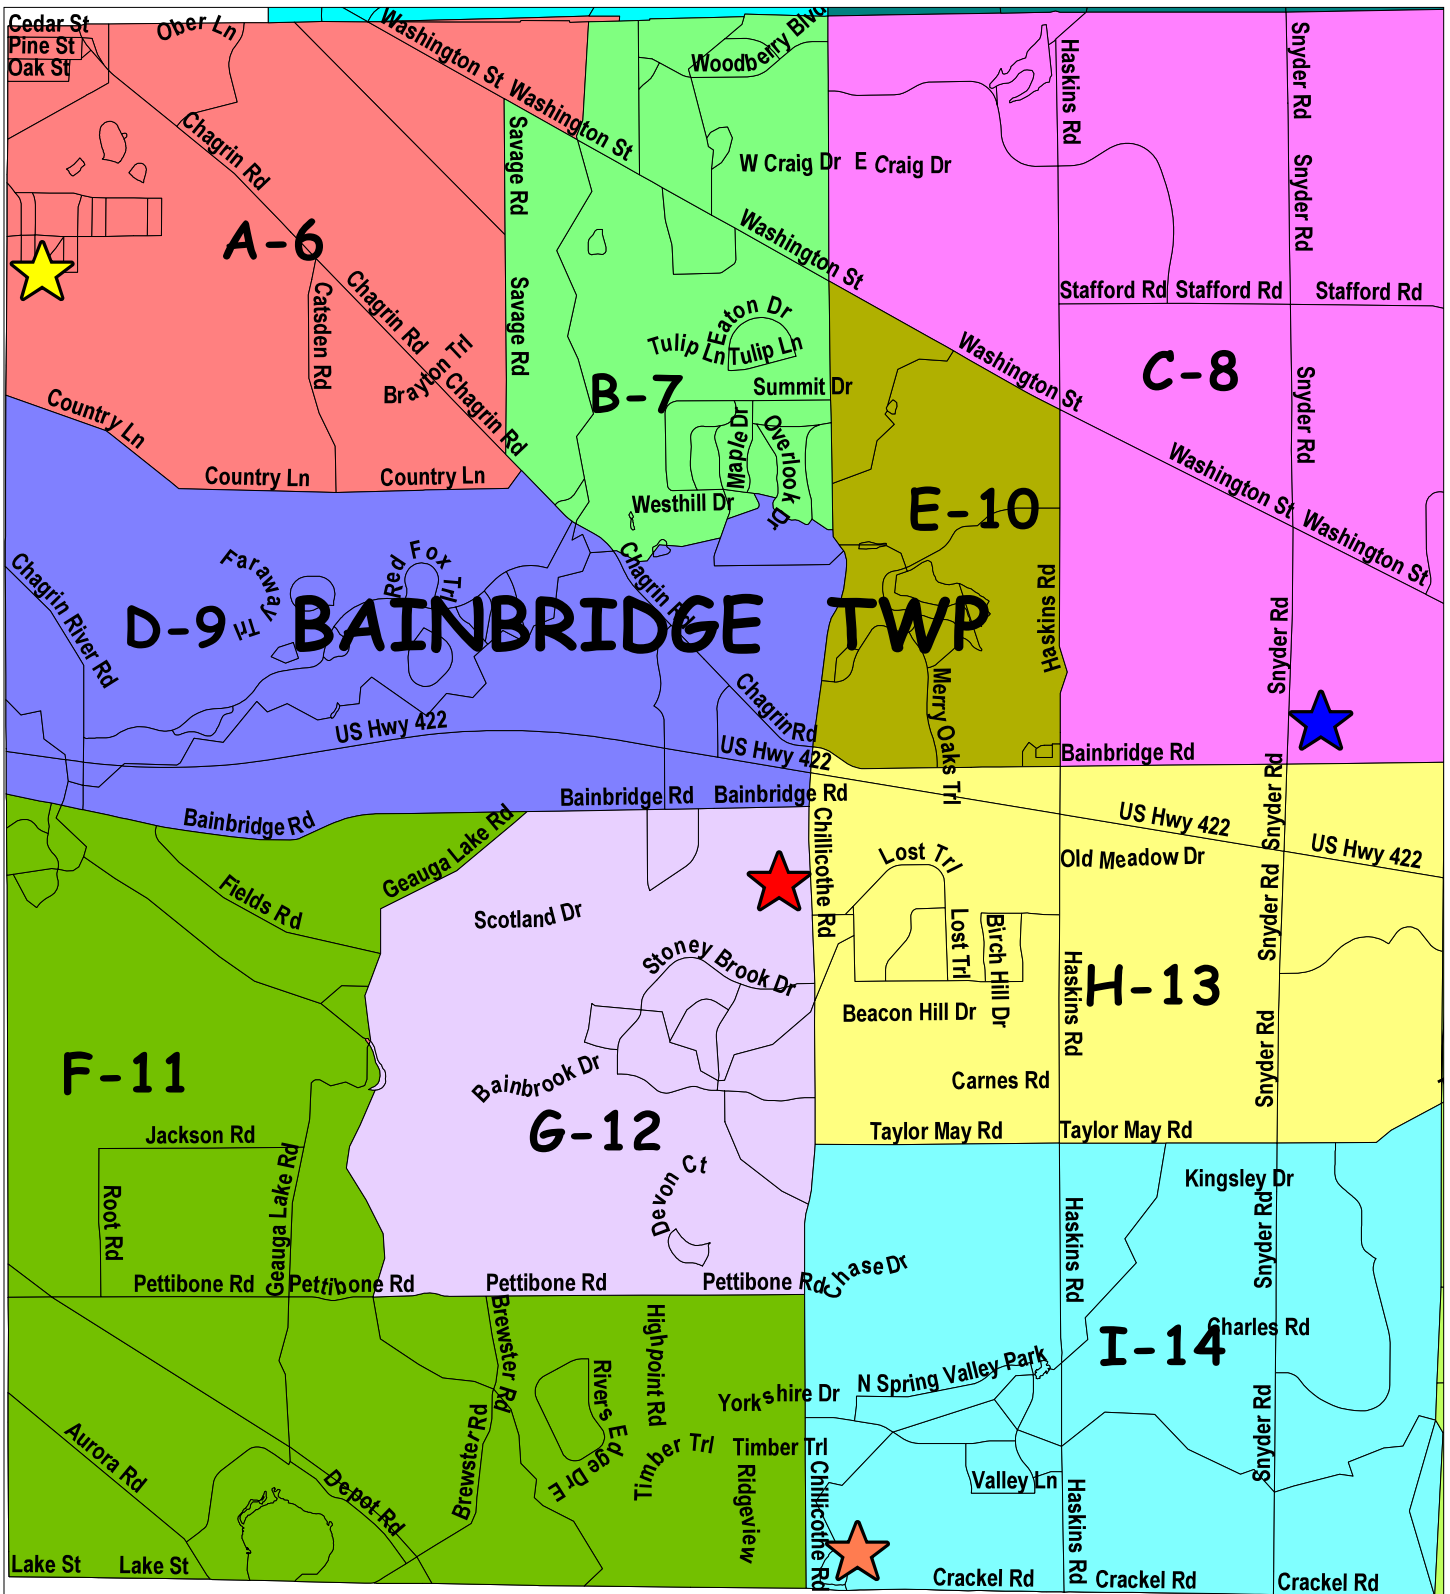 Cedar St
Pine St
Oak St
Ober Ln
Washington St
Washington St
Woodberry Blvd
Haskins Rd
Snyder Rd
Chagrin Rd
Savage Rd
W Craig Dr
E Craig Dr
Snyder Rd
A-6
Washington St
Catsden Rd
Chagrin Rd
Savage Rd
Stafford Rd
Stafford Rd
Stafford Rd
Eaton Dr
Tulip Ln
Tulip Ln
Brayton Trl
Chagrin Rd
B-7
Summit Dr
Washington St
C-8
Snyder Rd
Country Ln
Country Ln
Country Ln
Maple Dr
Overlook Dr
Westhill Dr
E-10
Washington St
Washington St
Chagrin River Rd
Faraway Trl
Red Fox Trl
Chagrin Rd
Haskins Rd
Snyder Rd
D-9
BAINBRIDGE TWP
Merry Oaks Trl
Chagrin Rd
US Hwy 422
US Hwy 422
Bainbridge Rd
Snyder Rd
Bainbridge Rd
Bainbridge Rd
Bainbridge Rd
Geauga Lake Rd
Chillicothe Rd
US Hwy 422
US Hwy 422
Lost Trl
Old Meadow Dr
Fields Rd
Scotland Dr
Snyder Rd
Lost Trl
Birch Hill Dr
Stoney Brook Dr
Haskins Rd
H-13
Beacon Hill Dr
F-11
Bainbrook Dr
Carnes Rd
Snyder Rd
Jackson Rd
G-12
Taylor May Rd
Taylor May Rd
Root Rd
Geauga Lake Rd
Devon Ct
Kingsley Dr
Haskins Rd
Snyder Rd
Pettibone Rd
Pettibone Rd
Pettibone Rd
Pettibone Rd
Chase Dr
Brewster Rd
Highpoint Rd
I-14
Charles Rd
Rivers Edge Dr E
Yorkshire Dr
N Spring Valley Park
Snyder Rd
Aurora Rd
Depot Rd
Brewster Rd
Timber Trl
Timber Trl
Ridgeview
Chillicothe Rd
Valley Ln
Haskins Rd
Lake St
Lake St
Crackel Rd
Crackel Rd
Crackel Rd